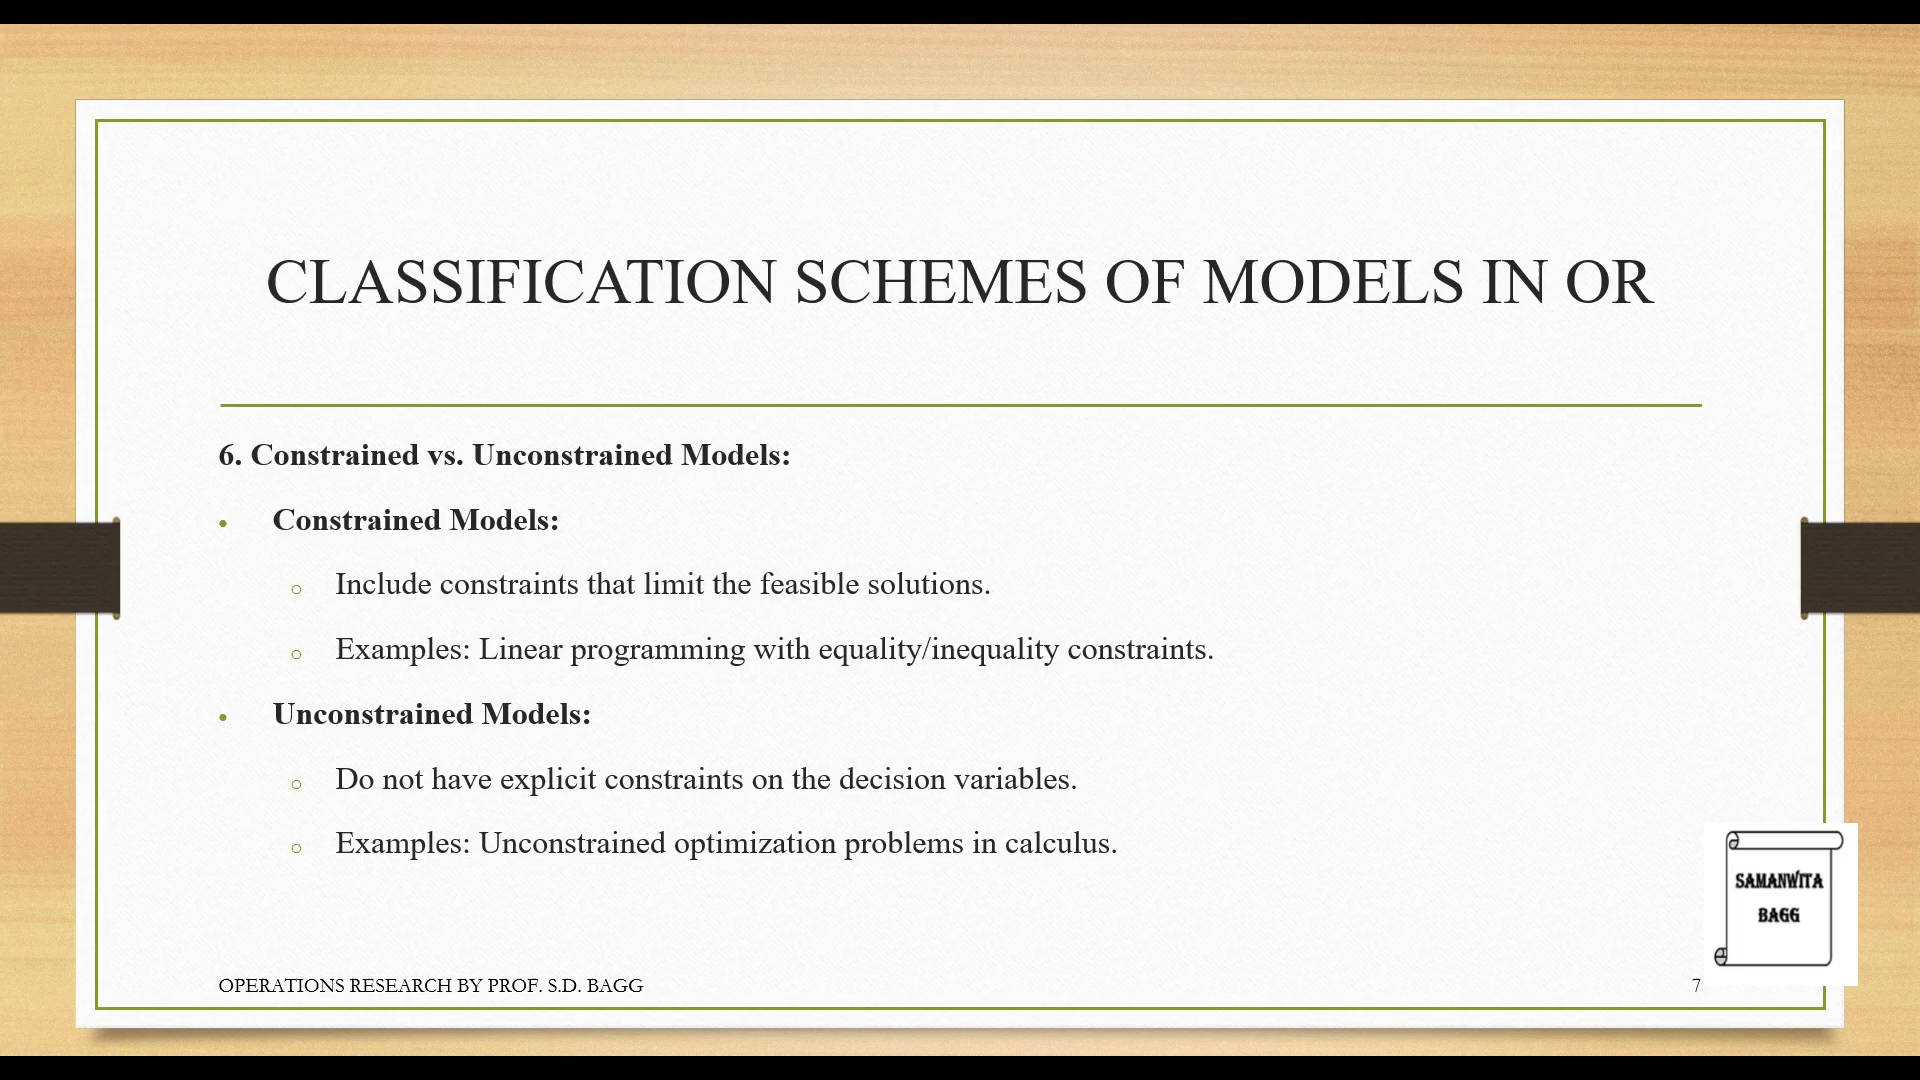 CLASSIFICATION SCHEMES OF MODELS IN OR
6. Constrained vs. Unconstrained Models:
• Constrained Models:
o Include constraints that limit the feasible solutions.
o Examples: Linear programming with equality/inequality constraints.
• Unconstrained Models:
o Do not have explicit constraints on the decision variables.
o Examples: Unconstrained optimization problems in calculus.
SAMANWITA
BAGG
OPERATIONS RESEARCH BY PROF. S.D. BAGG
7